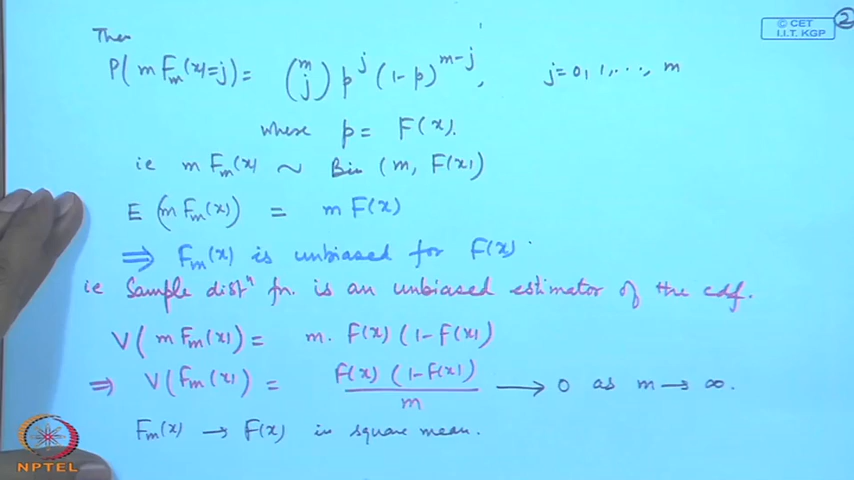 © CET
I.I.T. KGP
2
Then
P( m Fm(x)=j) = (m j) p^j (1-p)^{m-j}, j=0, 1, ..., m
where p = F(x).
ie m Fm(x) ~ Bin (m, F(x))
E (m Fm(x)) = m F(x)
⟹ Fm(x) is unbiased for F(x).
ie Sample distⁿ fn. is an unbiased estimator of the cdf.
V( m Fm(x)) = m. F(x) (1-F(x))
⟹ V(Fm(x)) = F(x) (1-F(x)) / m ⟶ 0 as m → ∞.
Fm(x) → F(x) in square mean.
NPTEL